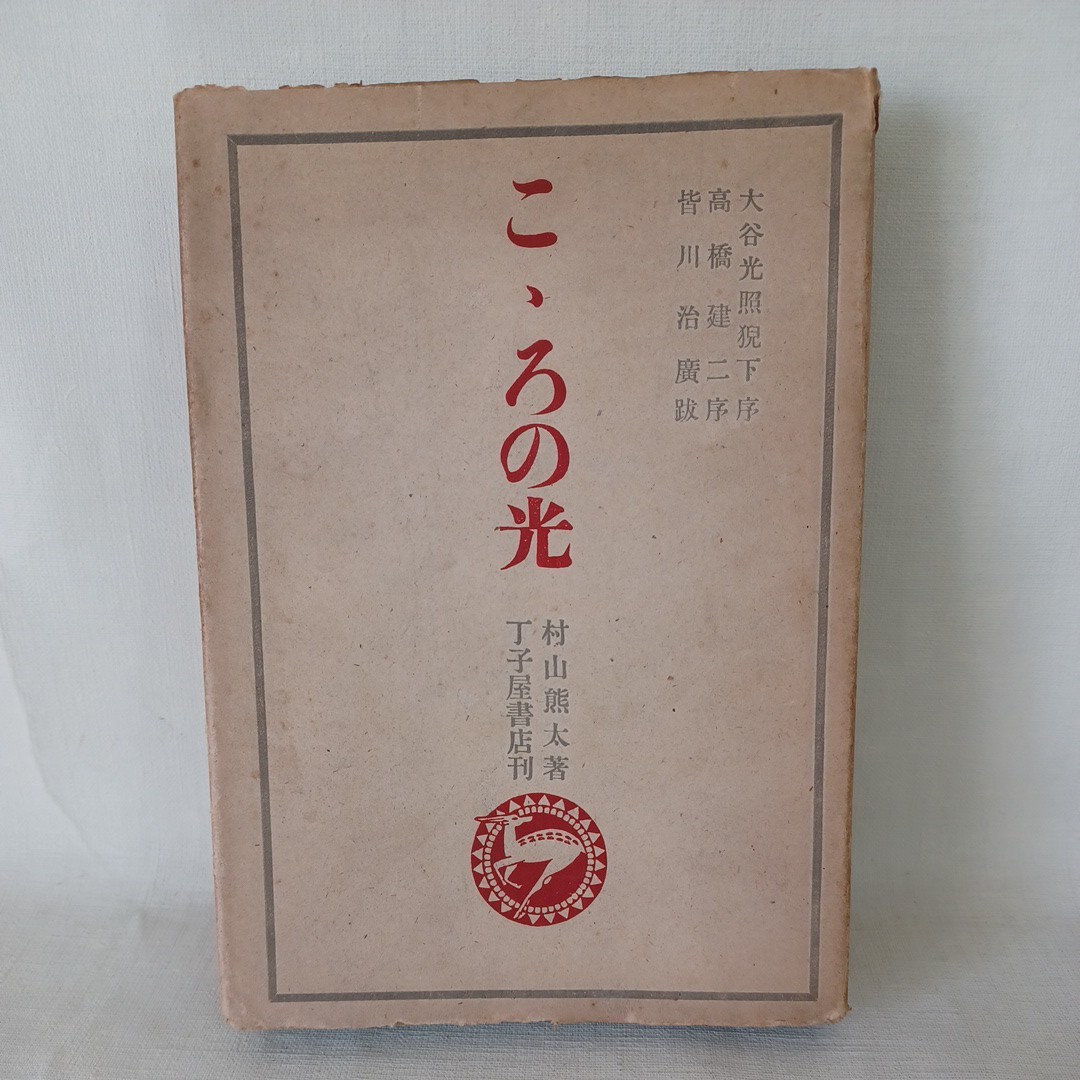 大谷光照猊下序
高橋建二序
皆川治廣跋
こゝろの光
村山熊太著
丁子屋書店刊